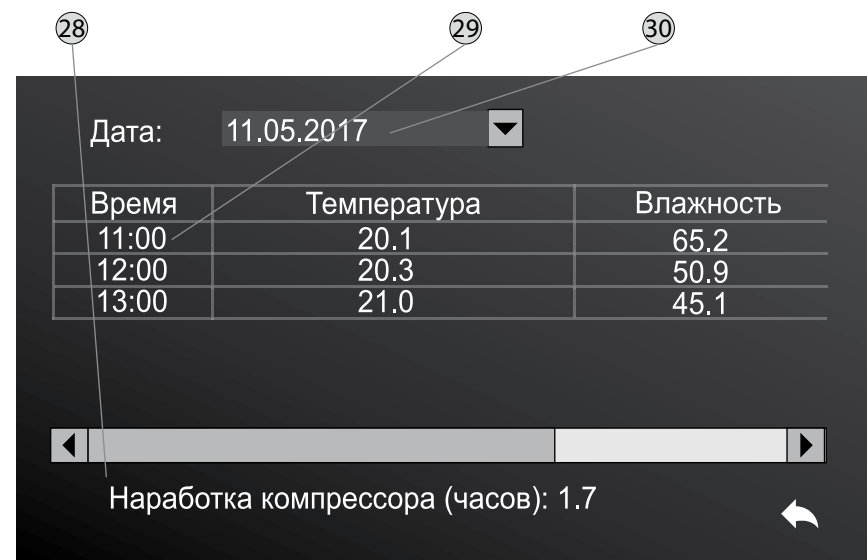 28 29 30
Дата: 11.05.2017
Время Температура Влажность
11:00 20.1 65.2
12:00 20.3 50.9
13:00 21.0 45.1
Наработка компрессора (часов): 1.7